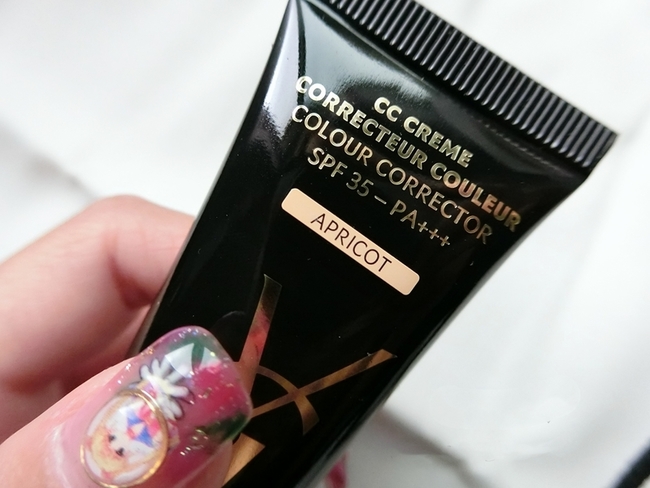 CC CREME
CORRECTEUR COULEUR
COLOUR CORRECTOR
SPF 35 – PA+++
APRICOT